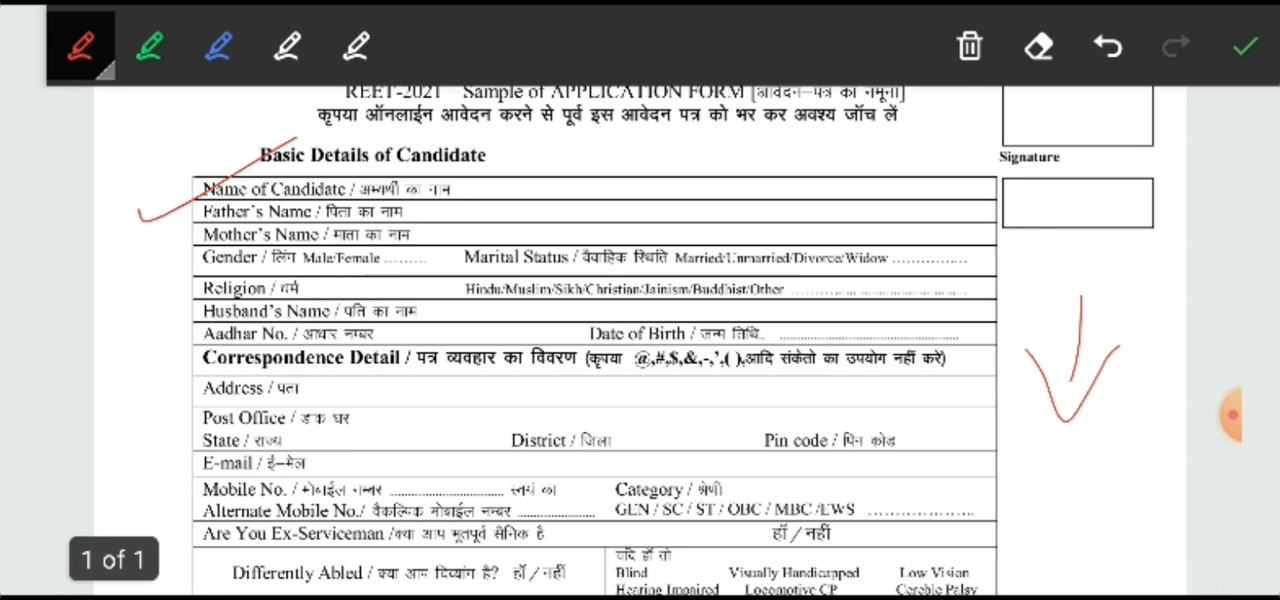 REET-2021 – Sample of APPLICATION FORM [आवेदन–पत्र का नमूना]
कृपया ऑनलाईन आवेदन करने से पूर्व इस आवेदन पत्र को भर कर अवश्य जॉच लें
Basic Details of Candidate
Signature
Name of Candidate / अभ्यर्थी का नाम
Father's Name / पिता का नाम
Mother's Name / माता का नाम
Gender / लिंग Male/Female ......... Marital Status / वैवाहिक स्थिति Married/Unmarried/Divorce/Widow ................
Religion / धर्म Hindu/Muslim/Sikh/Christian/Jainism/Buddhist/Other ......................................
Husband's Name / पति का नाम
Aadhar No. / आधार नम्बर Date of Birth / जन्म तिथि.. ......................................
Correspondence Detail / पत्र व्यवहार का विवरण (कृपया @,#,$,&,-,',( ),आदि संकेतो का उपयोग नहीं करें)
Address / पता
Post Office / डाक घर
State / राज्य District / जिला Pin code / पिन कोड
E-mail / ई–मेल
Mobile No. / मोबाईल नम्बर ............................... स्वयं का Category / श्रेणी
Alternate Mobile No./ वैकल्पिक मोबाईल नम्बर ..................... GEN / SC / ST / OBC / MBC /EWS ....................
Are You Ex-Serviceman /क्या आप भूतपूर्व सैनिक है हॉ / नहीं
Differently Abled / क्या आप दिव्यांग है? हॉ / नहीं यदि हॉ तो
Blind Visually Handicapped Low Vision
Hearing Impaired Locomotive CP Cereble Palsy
1 of 1